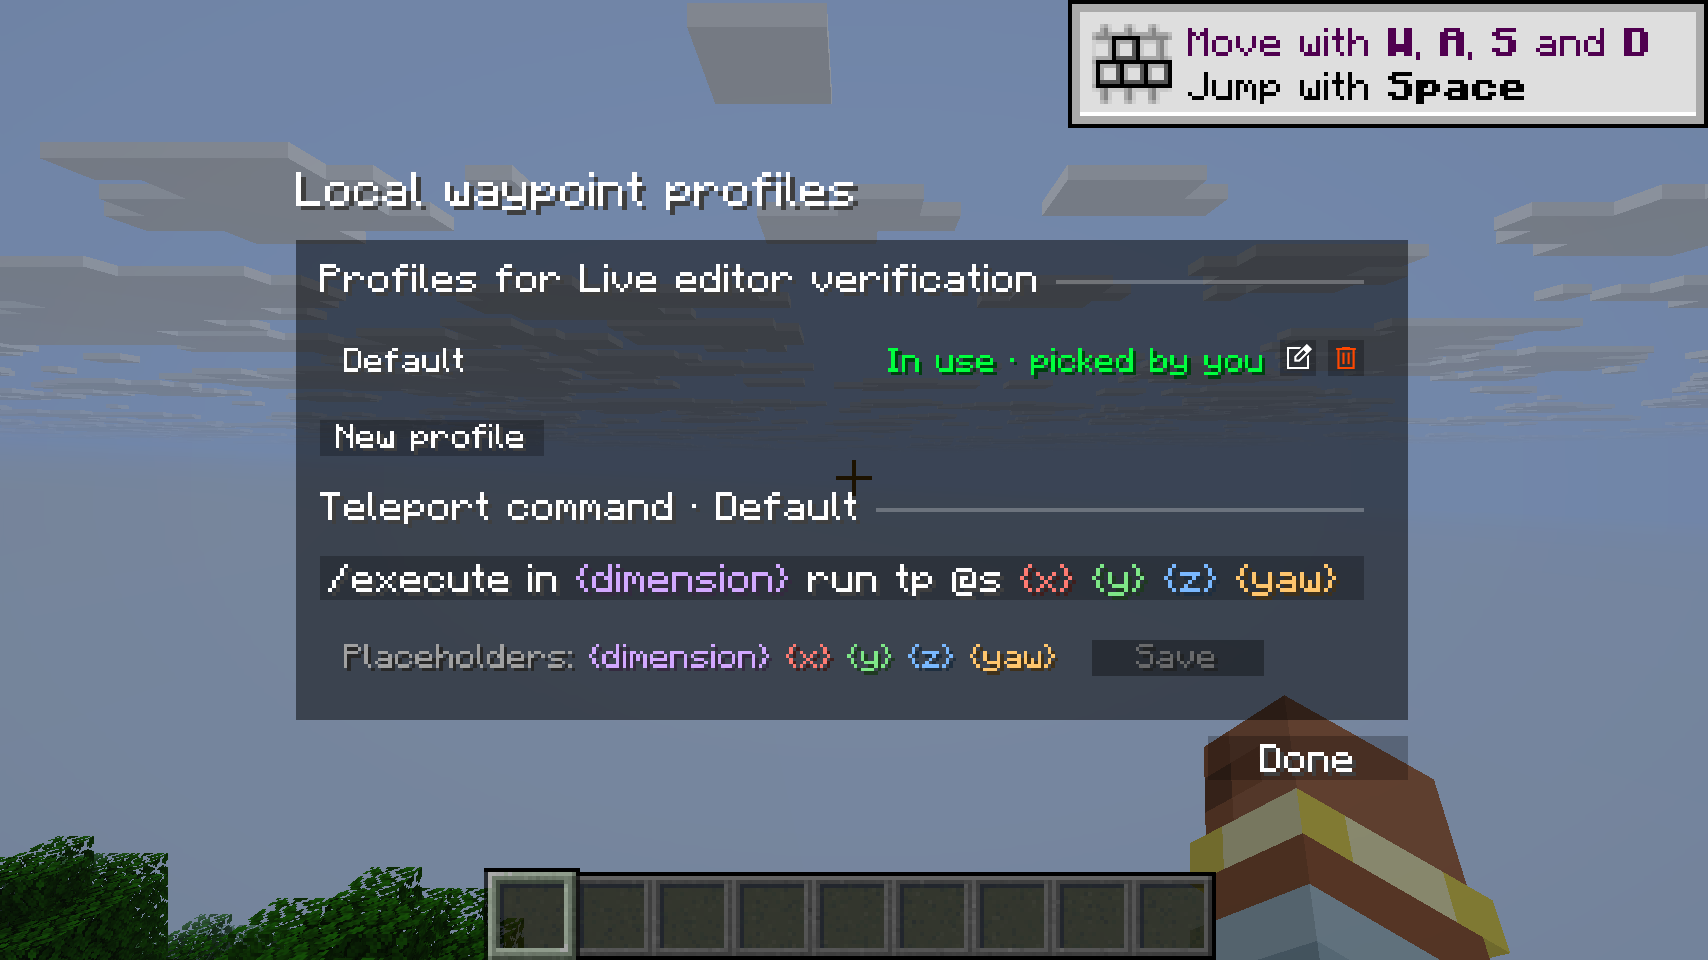 Move with W, A, S and D
Jump with Space
Local waypoint profiles
Profiles for Live editor verification
Default In use · picked by you
New profile
Teleport command · Default
/execute in {dimension} run tp @s {x} {y} {z} {yaw}
Placeholders: {dimension} {x} {y} {z} {yaw} Save
Done